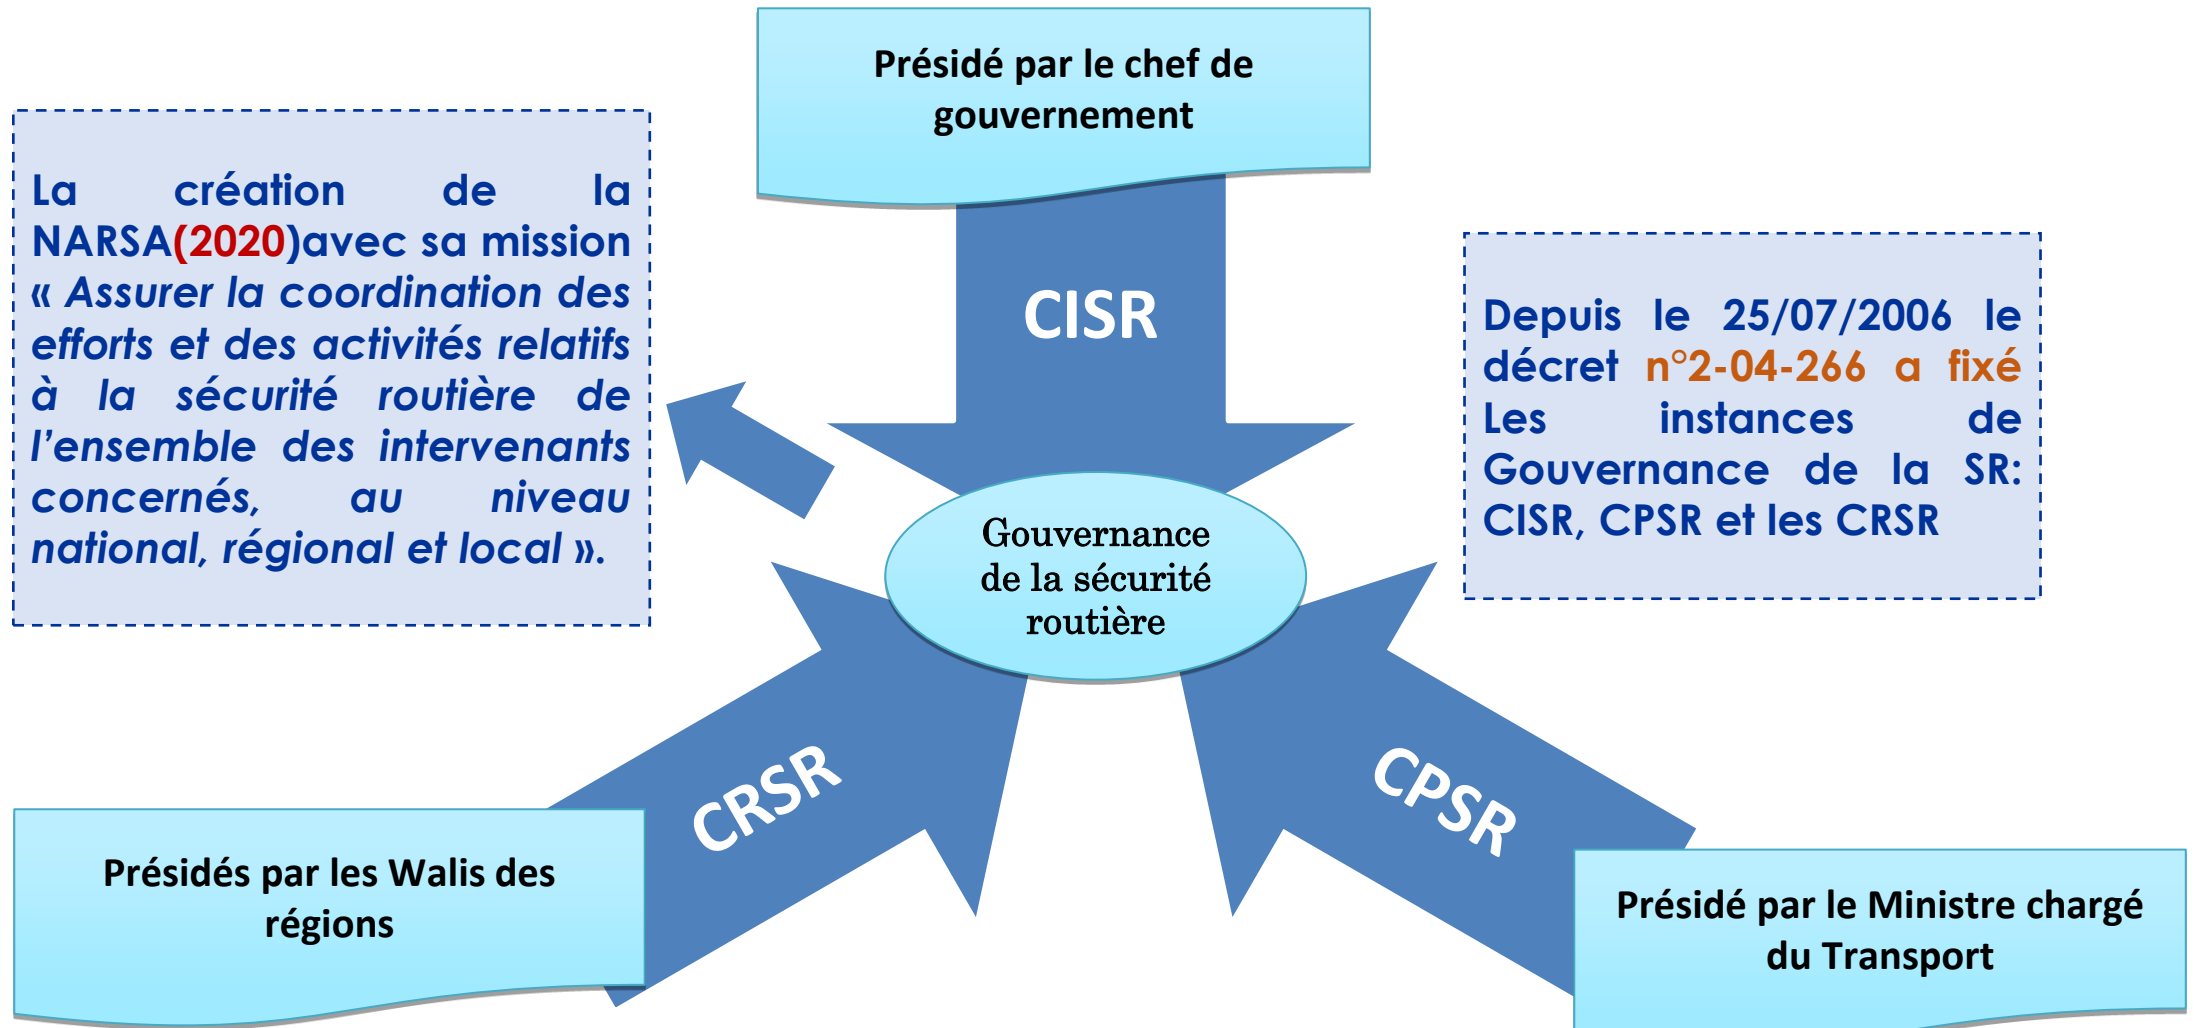 Présidé par le chef de
gouvernement
La création de la
NARSA(2020)avec sa mission
« Assurer la coordination des
efforts et des activités relatifs
à la sécurité routière de
l’ensemble des intervenants
concernés, au niveau
national, régional et local ».
CISR
Depuis le 25/07/2006 le
décret n°2-04-266 a fixé
Les instances de
Gouvernance de la SR:
CISR, CPSR et les CRSR
Gouvernance
de la sécurité
routière
CRSR
CPSR
Présidés par les Walis des
régions
Présidé par le Ministre chargé
du Transport